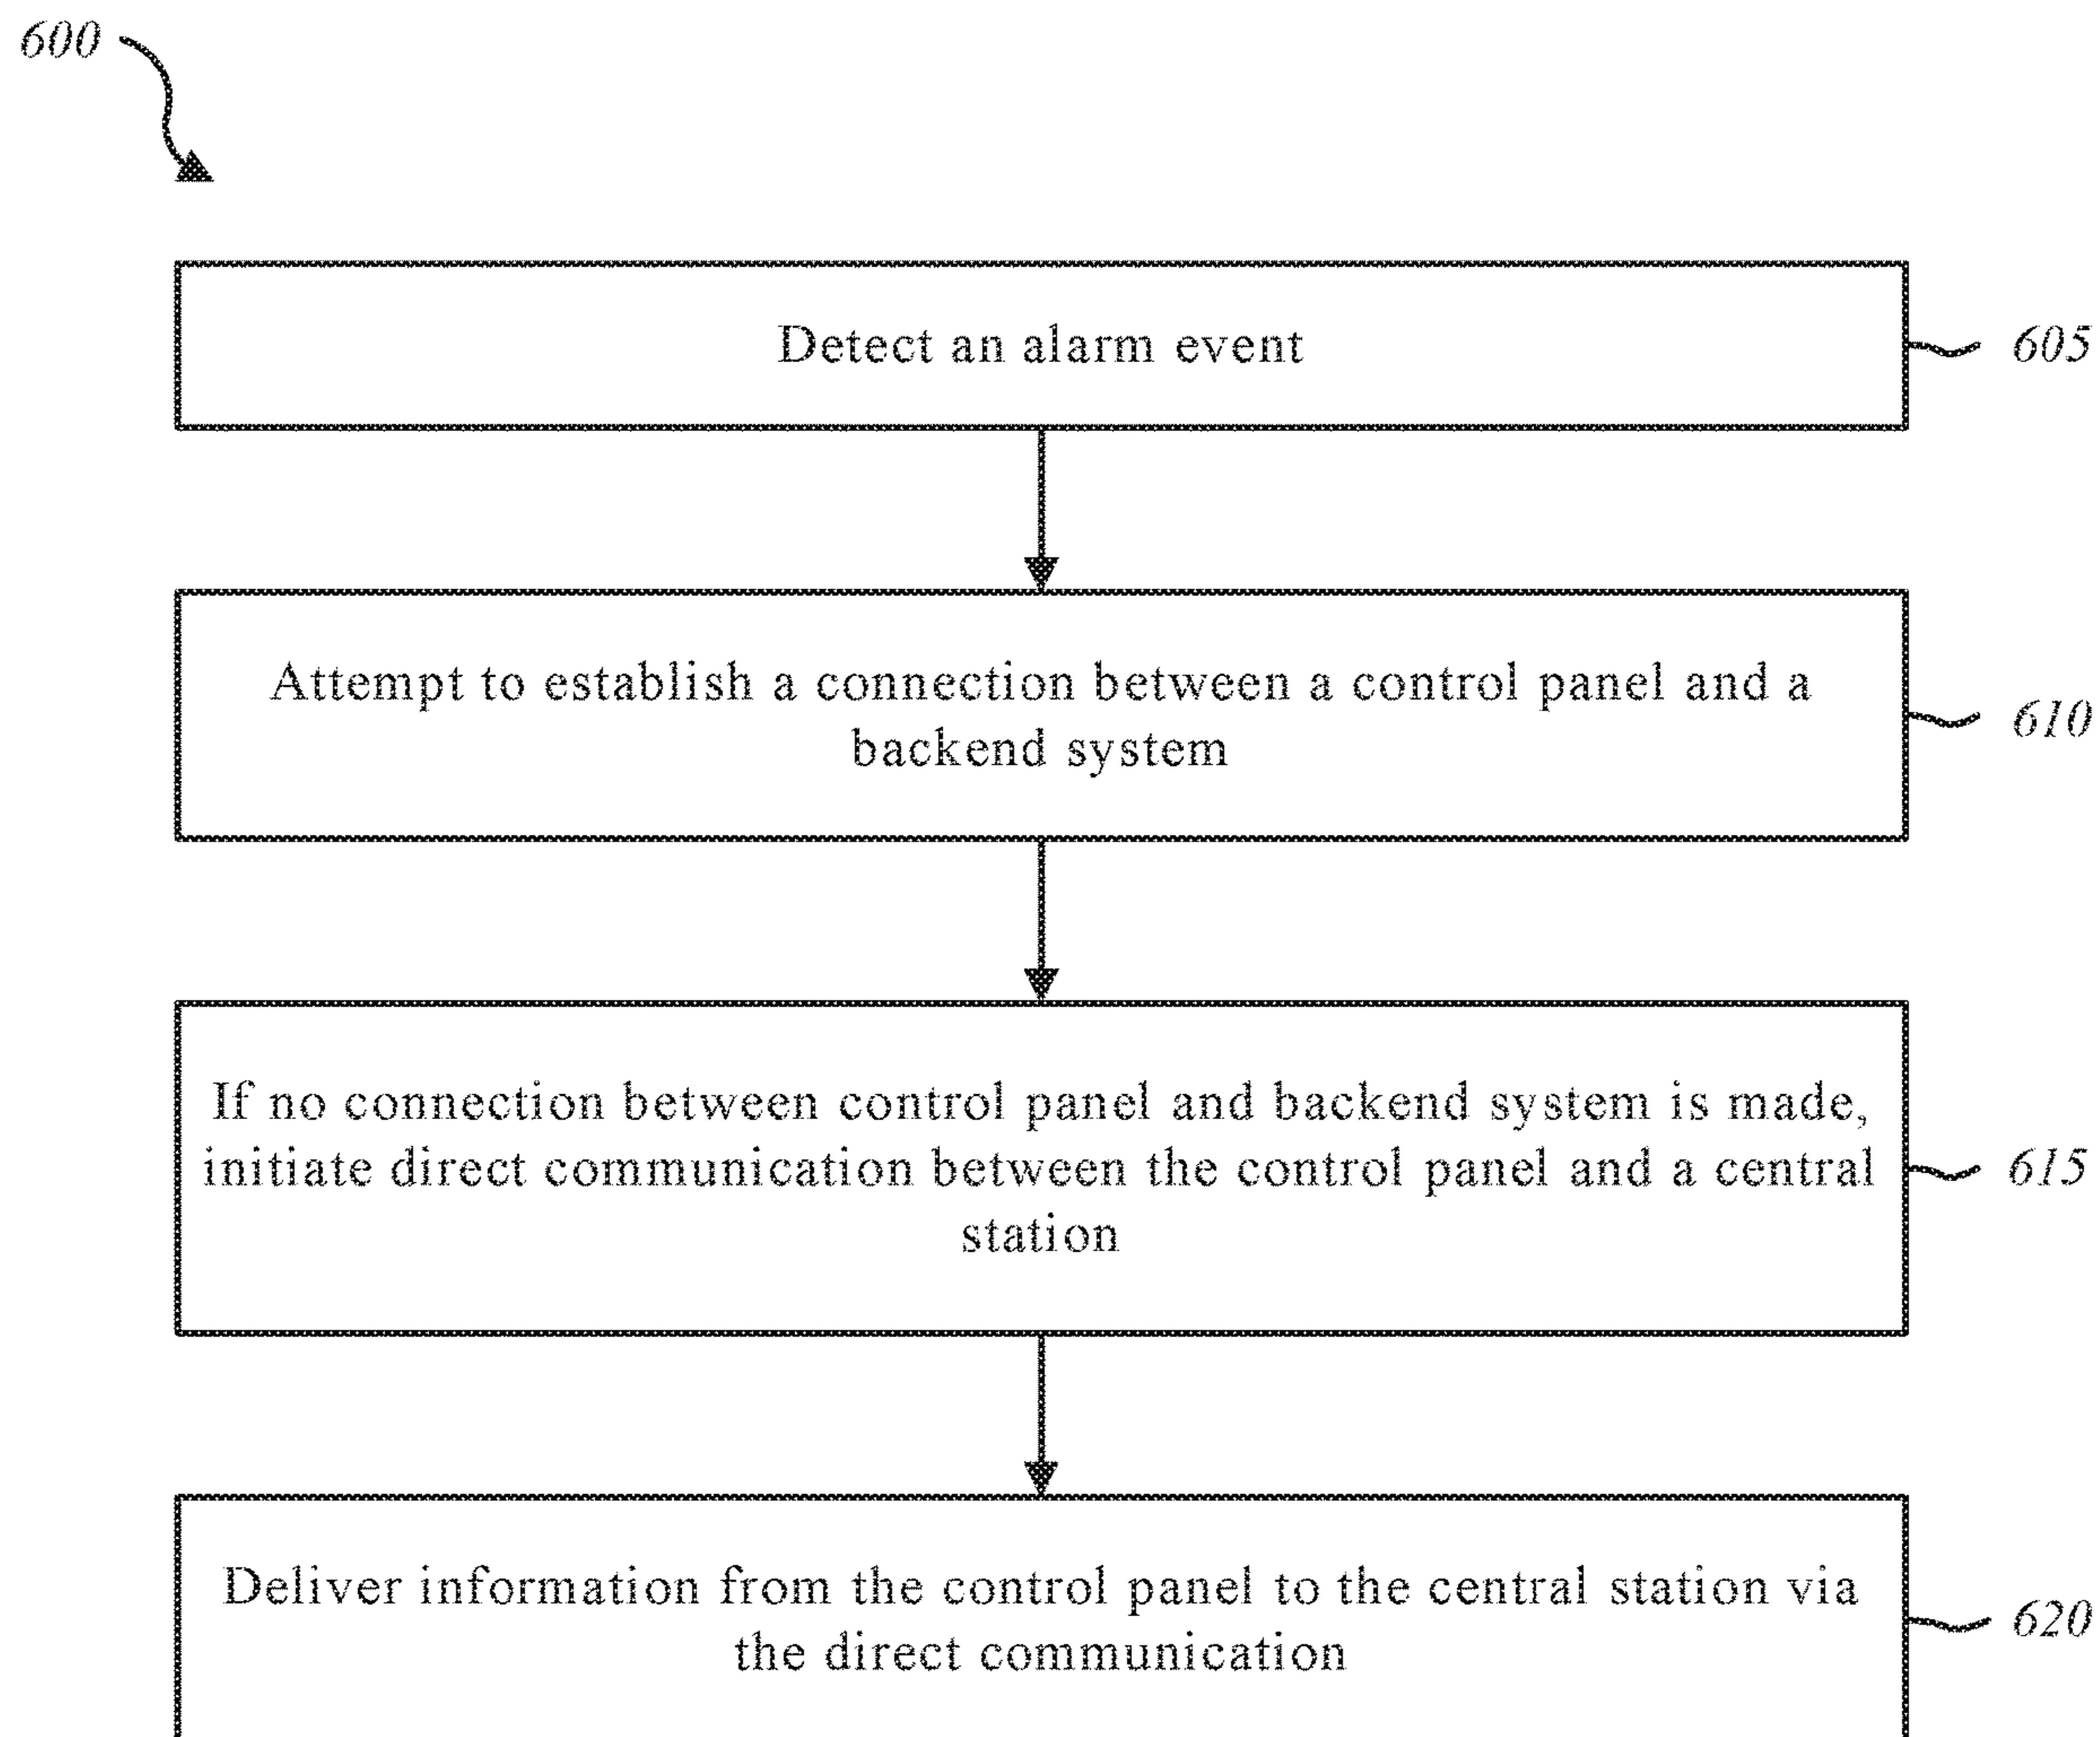 600
Detect an alarm event
605
Attempt to establish a connection between a control panel and a
backend system
610
If no connection between control panel and backend system is made,
initiate direct communication between the control panel and a central
station
615
Deliver information from the control panel to the central station via
the direct communication
620